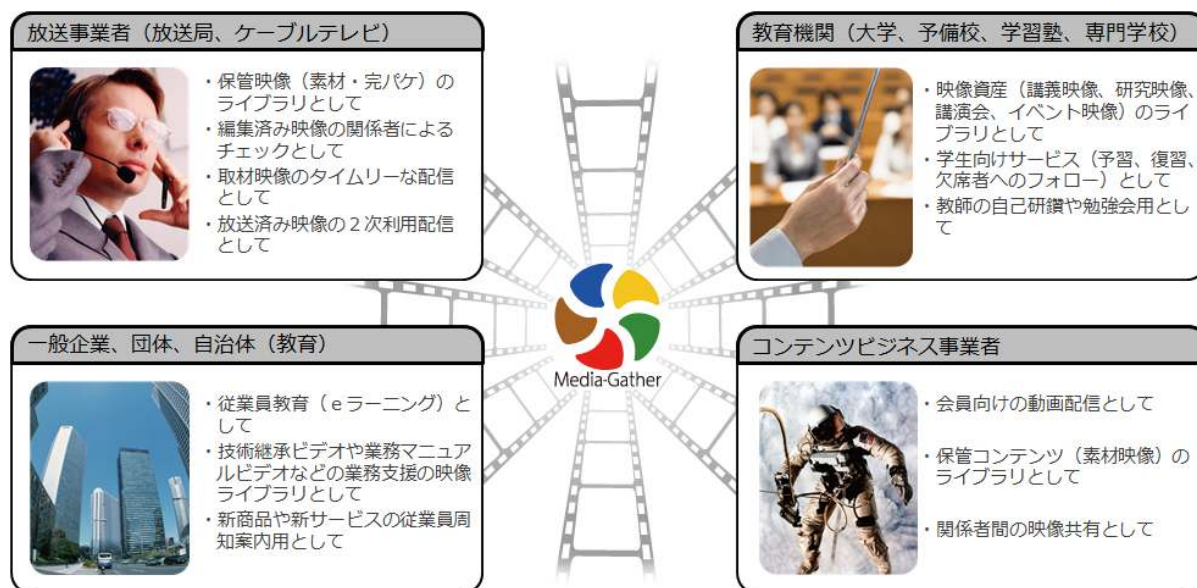 放送事業者（放送局、ケーブルテレビ）
・保管映像（素材・完パケ）の
ライブラリとして
・編集済み映像の関係者による
チェックとして
・取材映像のタイムリーな配信
として
・放送済み映像の２次利用配信
として
教育機関（大学、予備校、学習塾、専門学校）
・映像資産（講義映像、研究映像、
講演会、イベント映像）のライ
ブラリとして
・学生向けサービス（予習、復習、
欠席者へのフォロー）として
・教師の自己研鑽や勉強会用とし
て
Media-Gather
一般企業、団体、自治体（教育）
・従業員教育（ｅラーニング）と
して
・技術継承ビデオや業務マニュア
ルビデオなどの業務支援の映像
ライブラリとして
・新商品や新サービスの従業員周
知案内用として
コンテンツビジネス事業者
・会員向けの動画配信として
・保管コンテンツ（素材映像）の
ライブラリとして
・関係者間の映像共有として